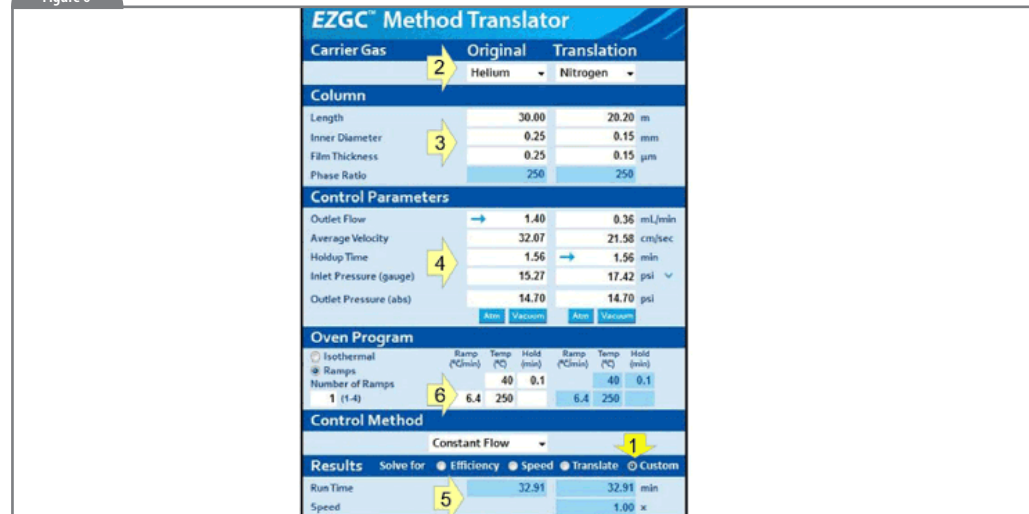 Figure 6
EZGC™ Method Translator
Carrier Gas Original Translation
2 Helium Nitrogen
Column
Length 30.00 20.20 m
Inner Diameter 0.25 0.15 mm
3
Film Thickness 0.25 0.15 µm
Phase Ratio 250 250
Control Parameters
Outlet Flow → 1.40 0.36 mL/min
Average Velocity 32.07 21.58 cm/sec
Holdup Time 1.56 → 1.56 min
4
Inlet Pressure (gauge) 15.27 17.42 psi
Outlet Pressure (abs) 14.70 14.70 psi
Atm Vacuum Atm Vacuum
Oven Program
Isothermal Ramp Temp Hold Ramp Temp Hold
Ramps (°C/min) (°C) (min) (°C/min) (°C) (min)
Number of Ramps 40 0.1 40 0.1
1 (1-4) 6 6.4 250 6.4 250
Control Method
Constant Flow 1
Results Solve for Efficiency Speed Translate Custom
Run Time 32.91 32.91 min
5
Speed 1.00 x